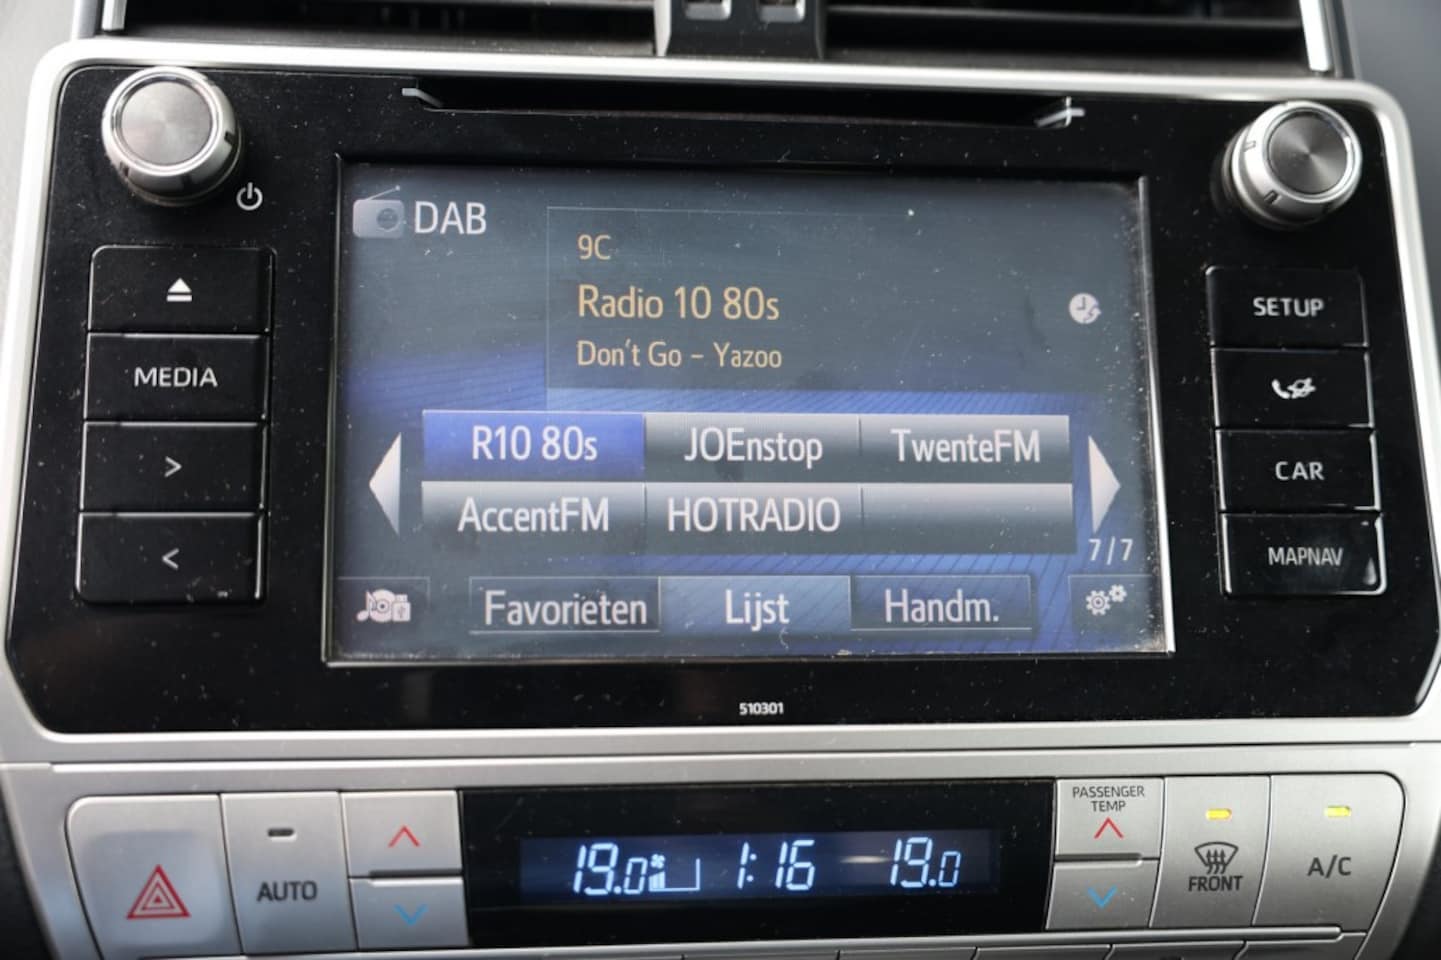 DAB
9C
Radio 10 80s
Don't Go - Yazoo
R10 80s
JOEnstop
TwenteFM
AccentFM
HOTRADIO
7/7
Favorieten
Lijst
Handm.
MEDIA
>
<
SETUP
CAR
MAPNAV
510301
AUTO
19.0
1:16
19.0
PASSENGER
TEMP
FRONT
A/C